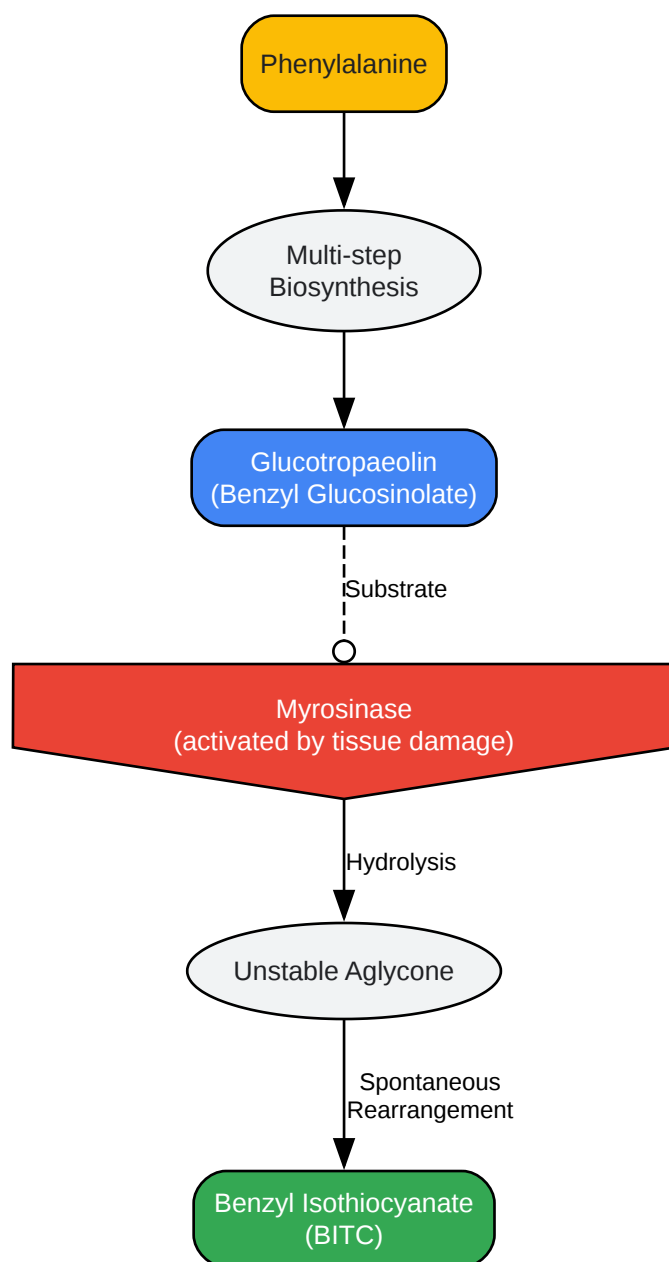 Phenylalanine
Multi-step
Biosynthesis
Glucotropaeolin
(Benzyl Glucosinolate)
Substrate
Myrosinase
(activated by tissue damage)
Hydrolysis
Unstable Aglycone
Spontaneous
Rearrangement
Benzyl Isothiocyanate
(BITC)